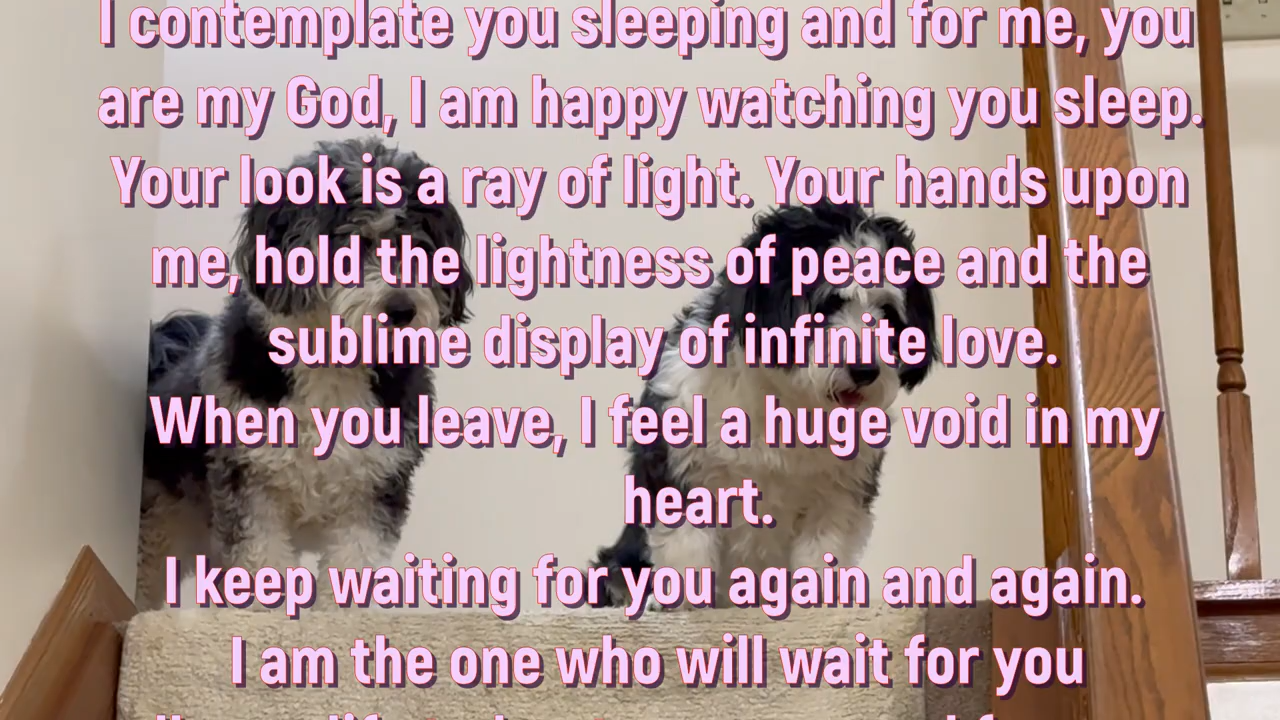 I contemplate you sleeping and for me, you
are my God, I am happy watching you sleep.
Your look is a ray of light. Your hands upon
me, hold the lightness of peace and the
sublime display of infinite love.
When you leave, I feel a huge void in my
heart.
I keep waiting for you again and again.
I am the one who will wait for you